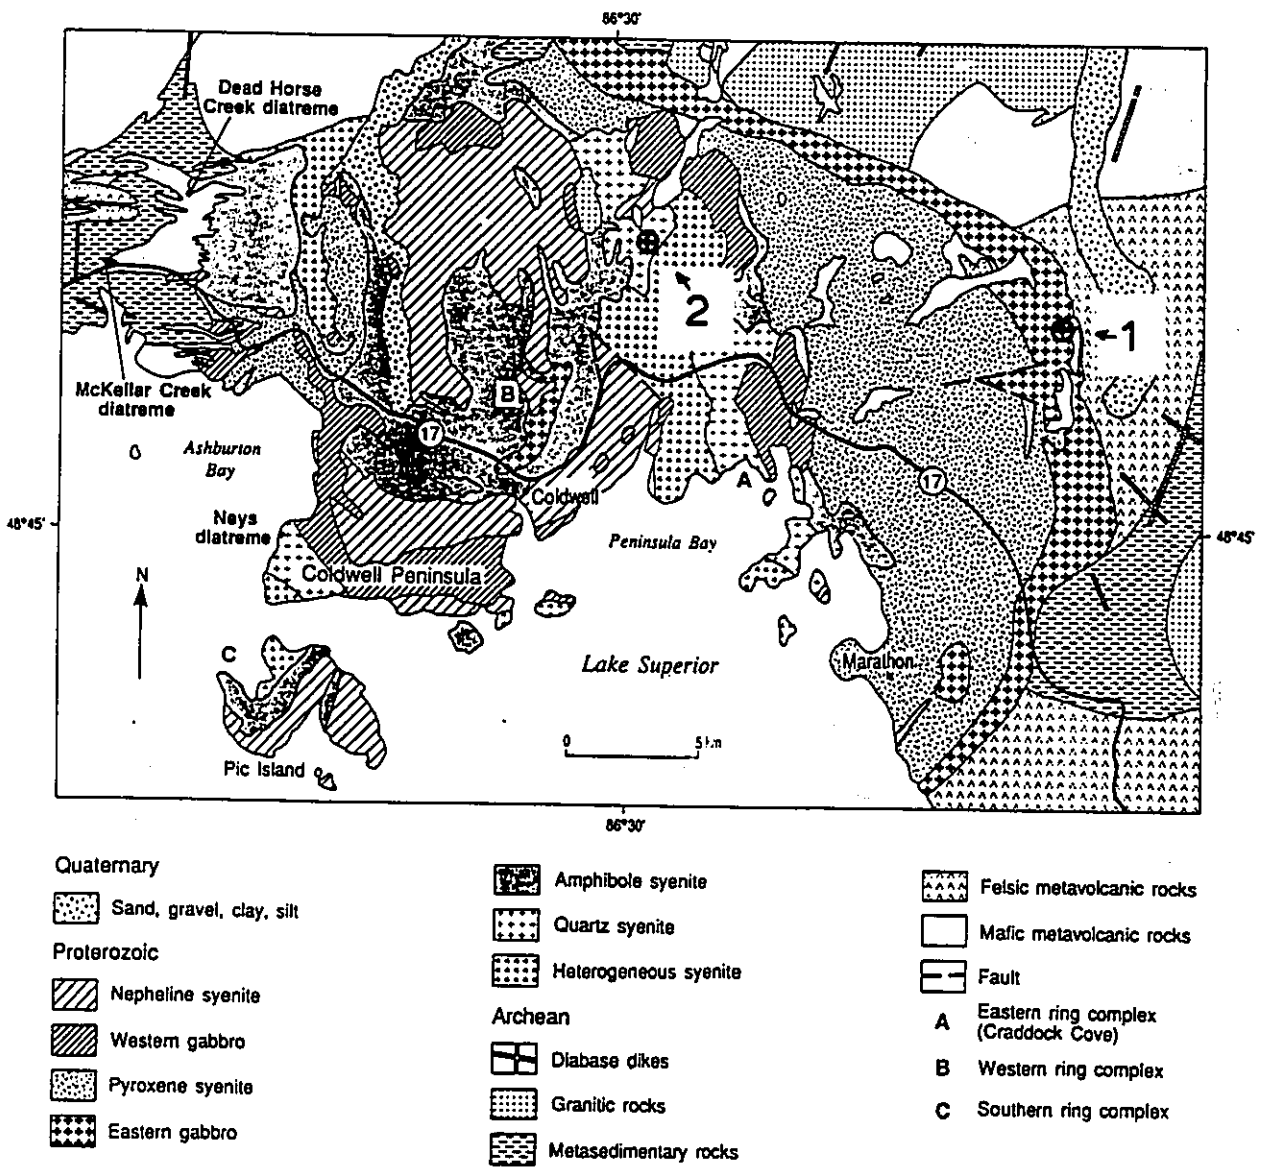 86°30'
Dead Horse
Creek diatreme
2
1
McKellar Creek
diatreme
B
17
Ashburton
Bay
A
17
Coldwell
48°45'
Neys
diatreme
Peninsula Bay
48°45'
N
Coldwell Peninsula
C
Lake Superior
Marathon
0 5 km
Pic Island
86°30'
Quaternary
Sand, gravel, clay, silt
Proterozoic
Nepheline syenite
Western gabbro
Pyroxene syenite
Eastern gabbro
Amphibole syenite
Quartz syenite
Heterogeneous syenite
Archean
Diabase dikes
Granitic rocks
Metasedimentary rocks
Felsic metavolcanic rocks
Mafic metavolcanic rocks
Fault
A Eastern ring complex
(Craddock Cove)
B Western ring complex
C Southern ring complex